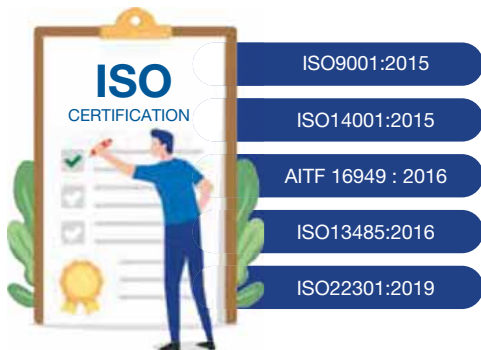 ISO
CERTIFICATION
ISO9001:2015
ISO14001:2015
AITF 16949 : 2016
ISO13485:2016
ISO22301:2019